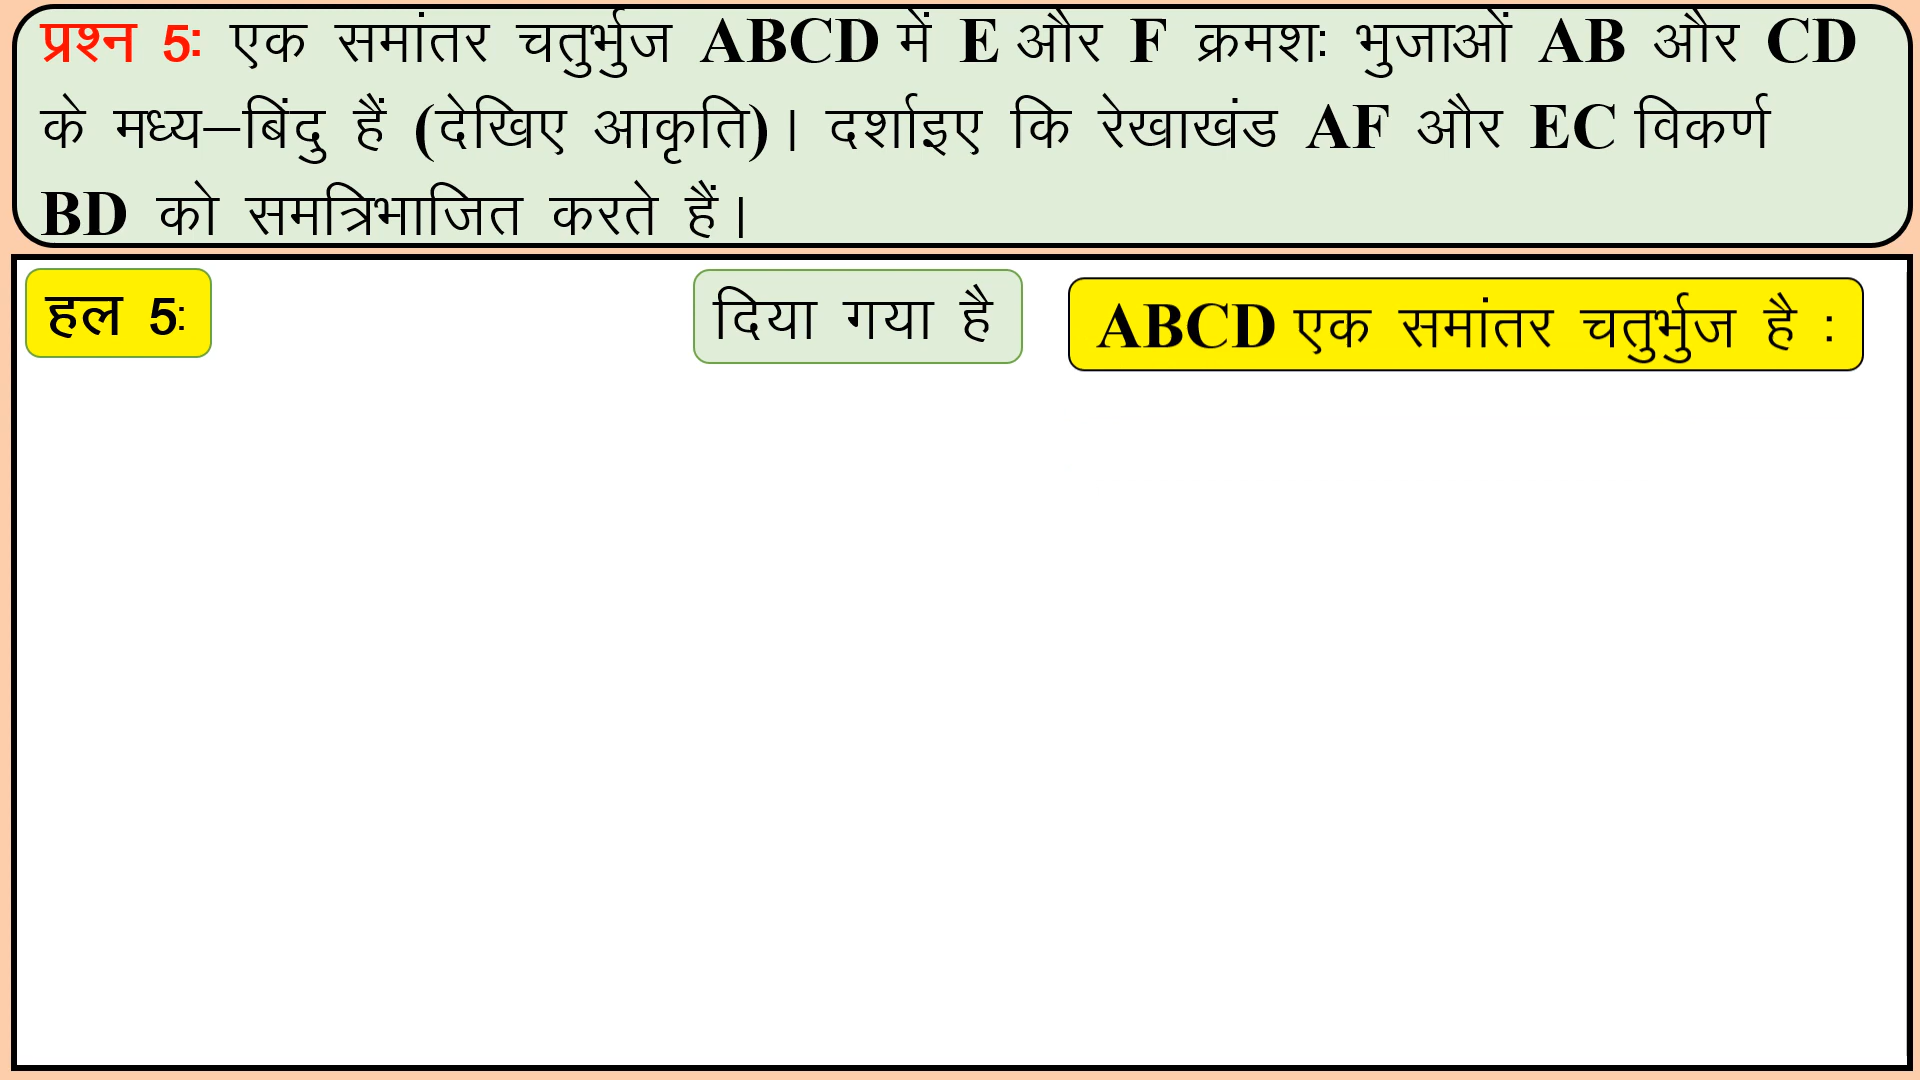 प्रश्न 5: एक समांतर चतुर्भुज ABCD में E और F क्रमशः भुजाओं AB और CD
के मध्य–बिंदु हैं (देखिए आकृति)। दर्शाइए कि रेखाखंड AF और EC विकर्ण
BD को समत्रिभाजित करते हैं।
हल 5:
दिया गया है
ABCD एक समांतर चतुर्भुज है :